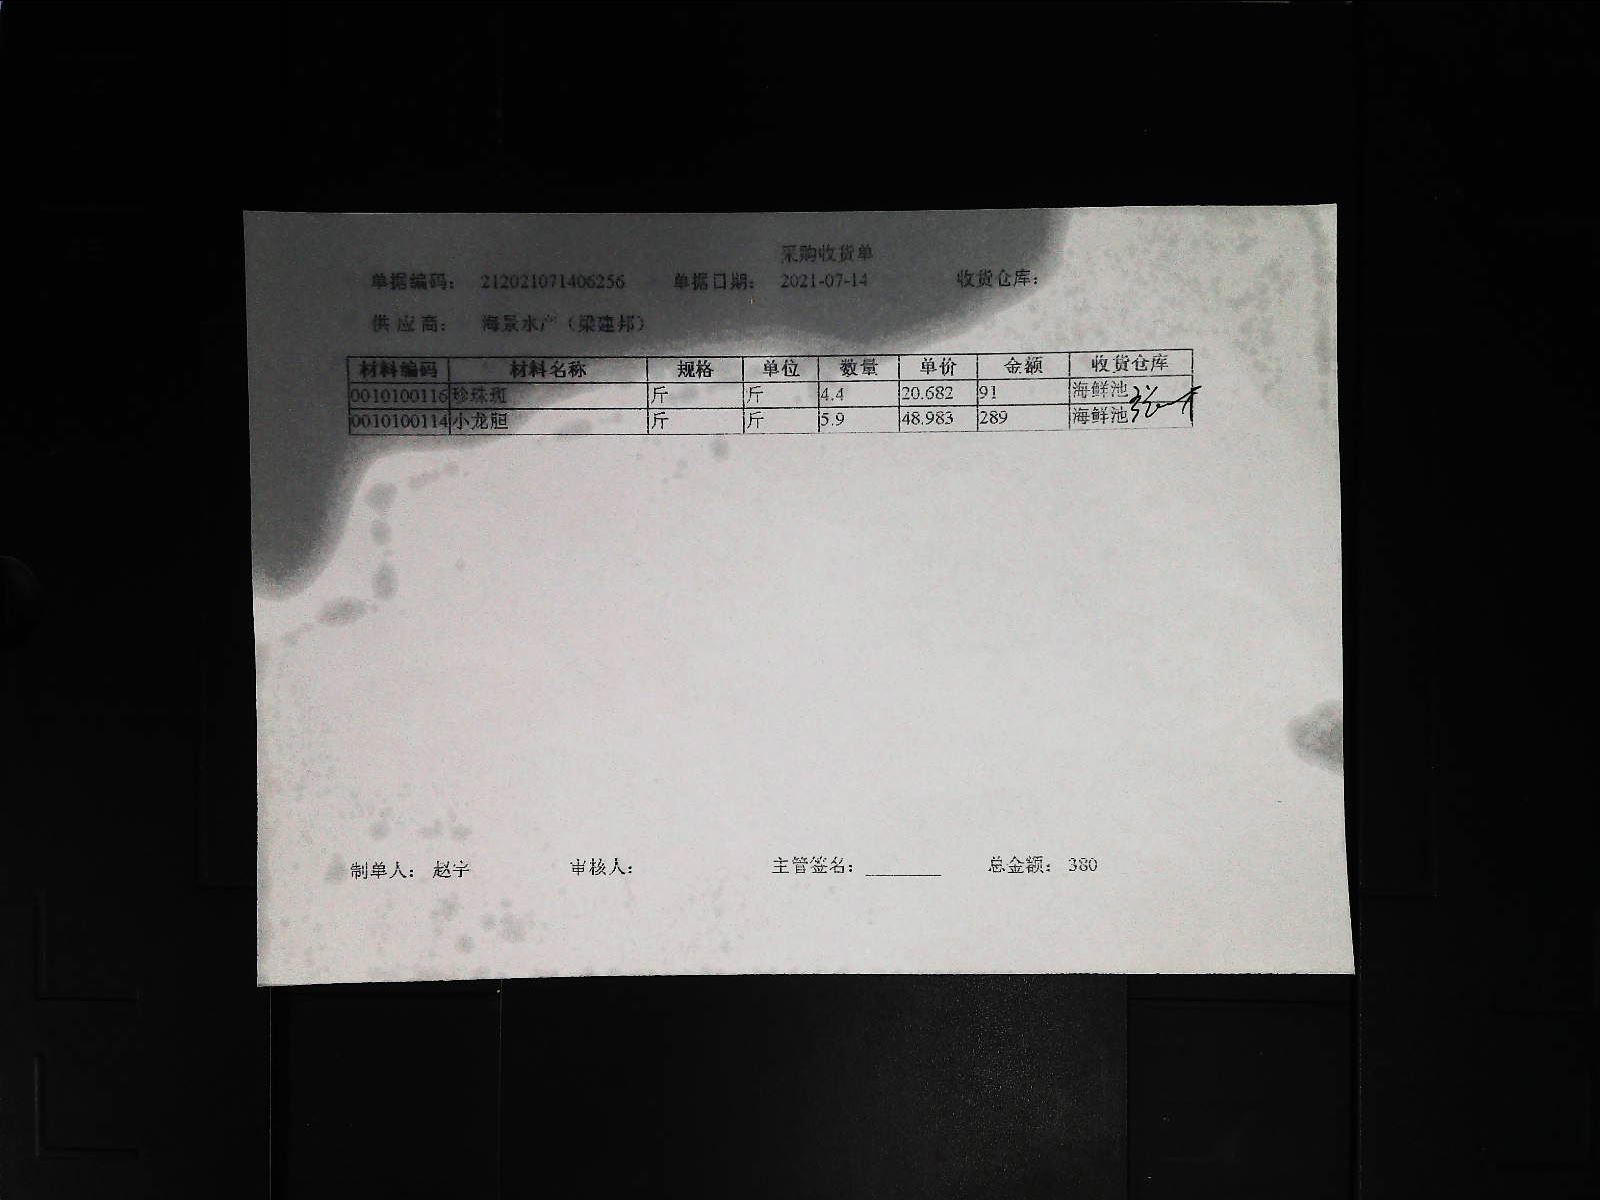 采购收货单
单据编码： 212021071406256 单据日期： 2021-07-14 收货仓库：
供应商： 海景水产（梁建邦）
材料编码 材料名称 规格 单位 数量 单价 金额 收货仓库
0010100116 珍珠斑 斤 斤 4.4 20.682 91 海鲜池
0010100114 小龙胆 斤 斤 5.9 48.983 289 海鲜池
制单人： 赵宇 审核人： 主管签名： ________ 总金额： 380